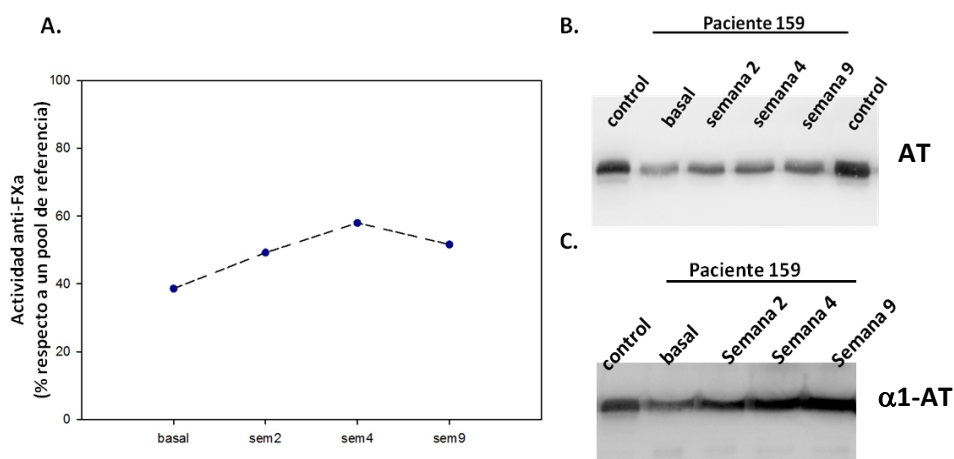 A.
Actividad anti-FXa
(% respecto a un pool de referencia)
100
80
60
40
20
0
basal
sem2
sem4
sem9
B.
Paciente 159
control
basal
semana 2
semana 4
semana 9
control
AT
C.
Paciente 159
control
basal
Semana 2
Semana 4
Semana 9
α1-AT